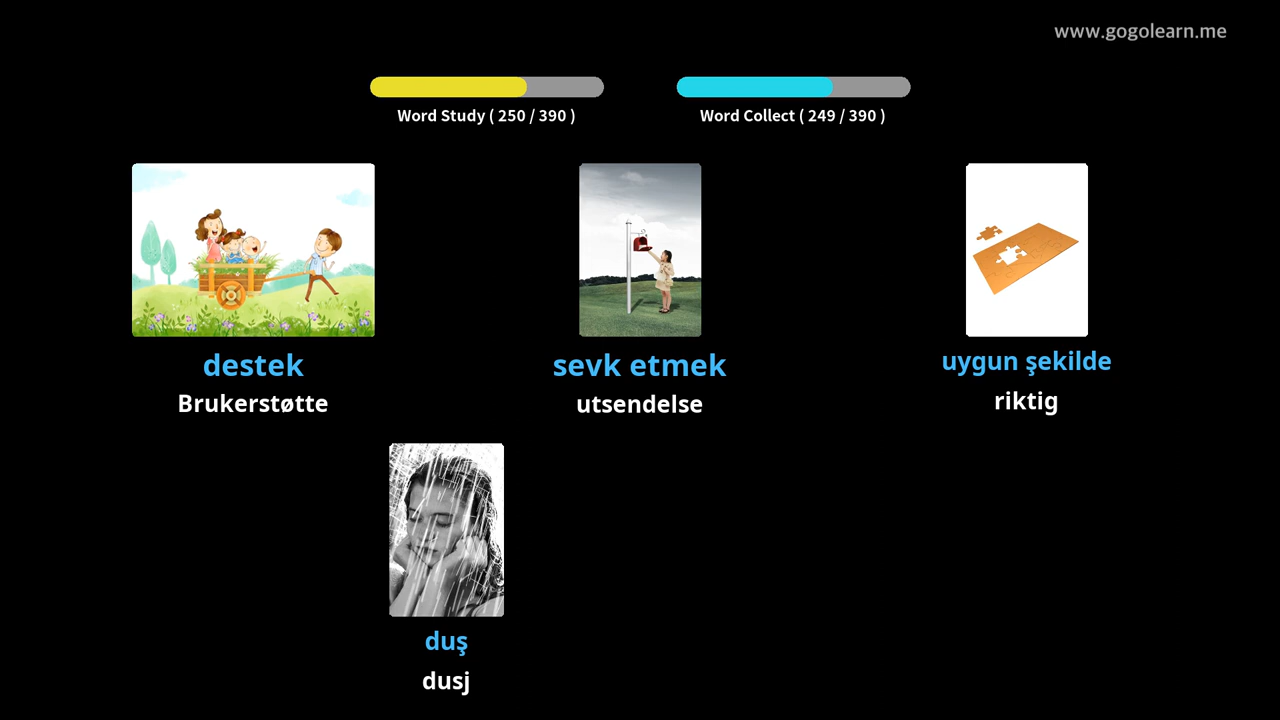 www.gogolearn.me
Word Study ( 250 / 390 )
Word Collect ( 249 / 390 )
destek
Brukerstøtte
sevk etmek
utsendelse
uygun şekilde
riktig
duş
dusj